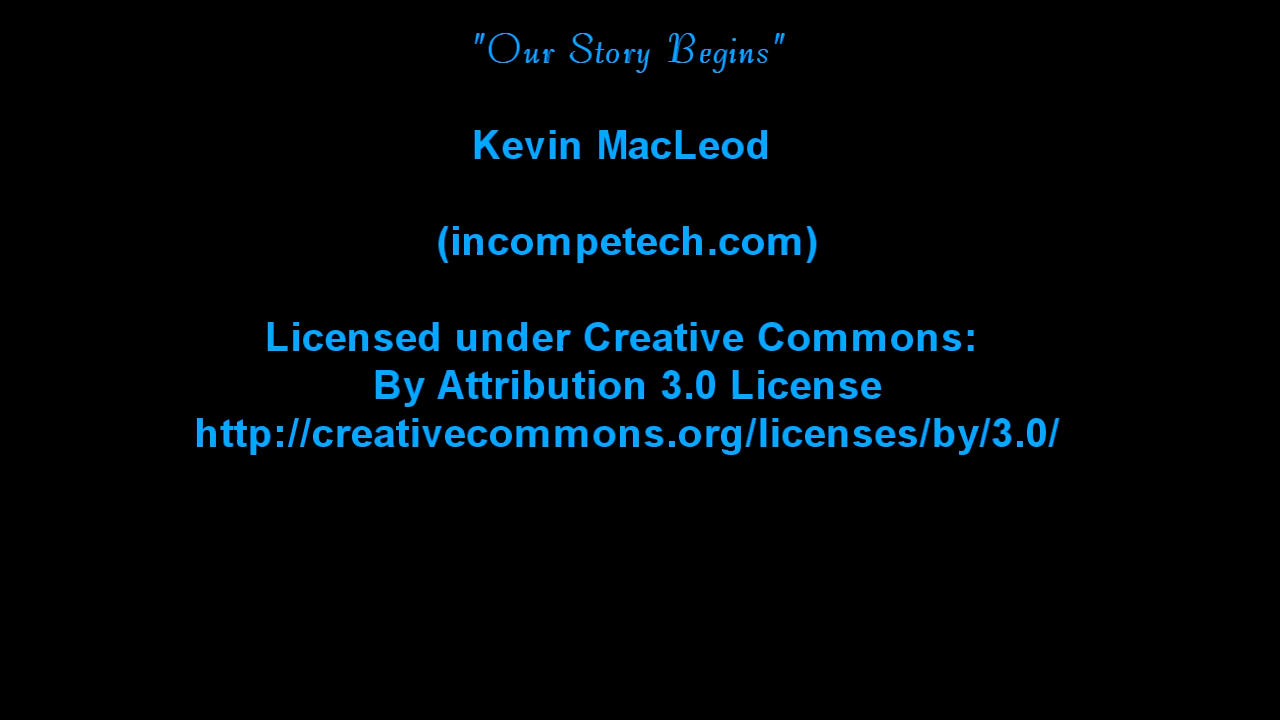 "Our Story Begins"
Kevin MacLeod
(incompetech.com)
Licensed under Creative Commons:
By Attribution 3.0 License
http://creativecommons.org/licenses/by/3.0/